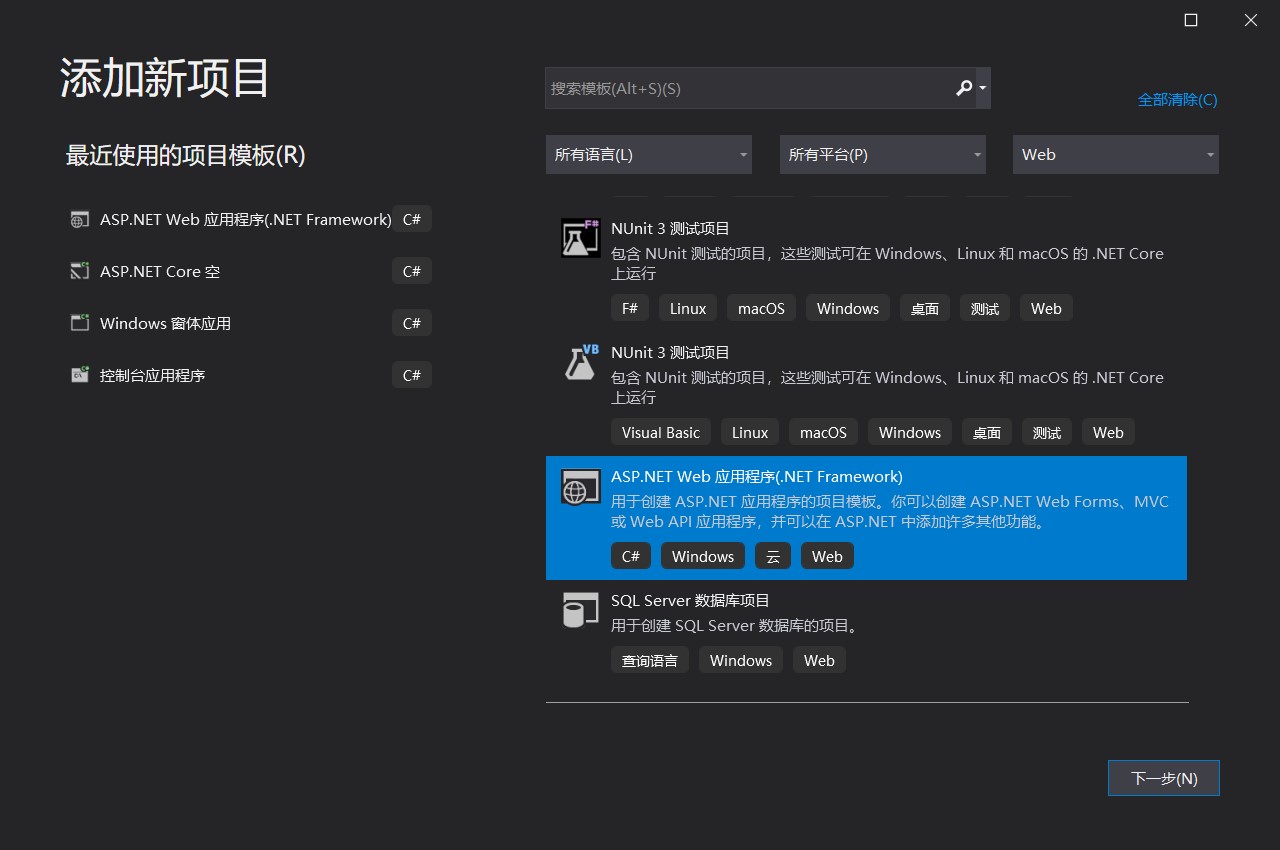 添加新项目
搜索模板(Alt+S)(S)
全部清除(C)
最近使用的项目模板(R)
所有语言(L)
所有平台(P)
Web
ASP.NET Web 应用程序(.NET Framework)
C#
ASP.NET Core 空
C#
Windows 窗体应用
C#
控制台应用程序
C#
F#
NUnit 3 测试项目
包含 NUnit 测试的项目，这些测试可在 Windows、Linux 和 macOS 的 .NET Core
上运行
F# Linux macOS Windows 桌面 测试 Web
VB
NUnit 3 测试项目
包含 NUnit 测试的项目，这些测试可在 Windows、Linux 和 macOS 的 .NET Core
上运行
Visual Basic Linux macOS Windows 桌面 测试 Web
ASP.NET Web 应用程序(.NET Framework)
用于创建 ASP.NET 应用程序的项目模板。你可以创建 ASP.NET Web Forms、MVC
或 Web API 应用程序，并可以在 ASP.NET 中添加许多其他功能。
C# Windows 云 Web
SQL Server 数据库项目
用于创建 SQL Server 数据库的项目。
查询语言 Windows Web
下一步(N)